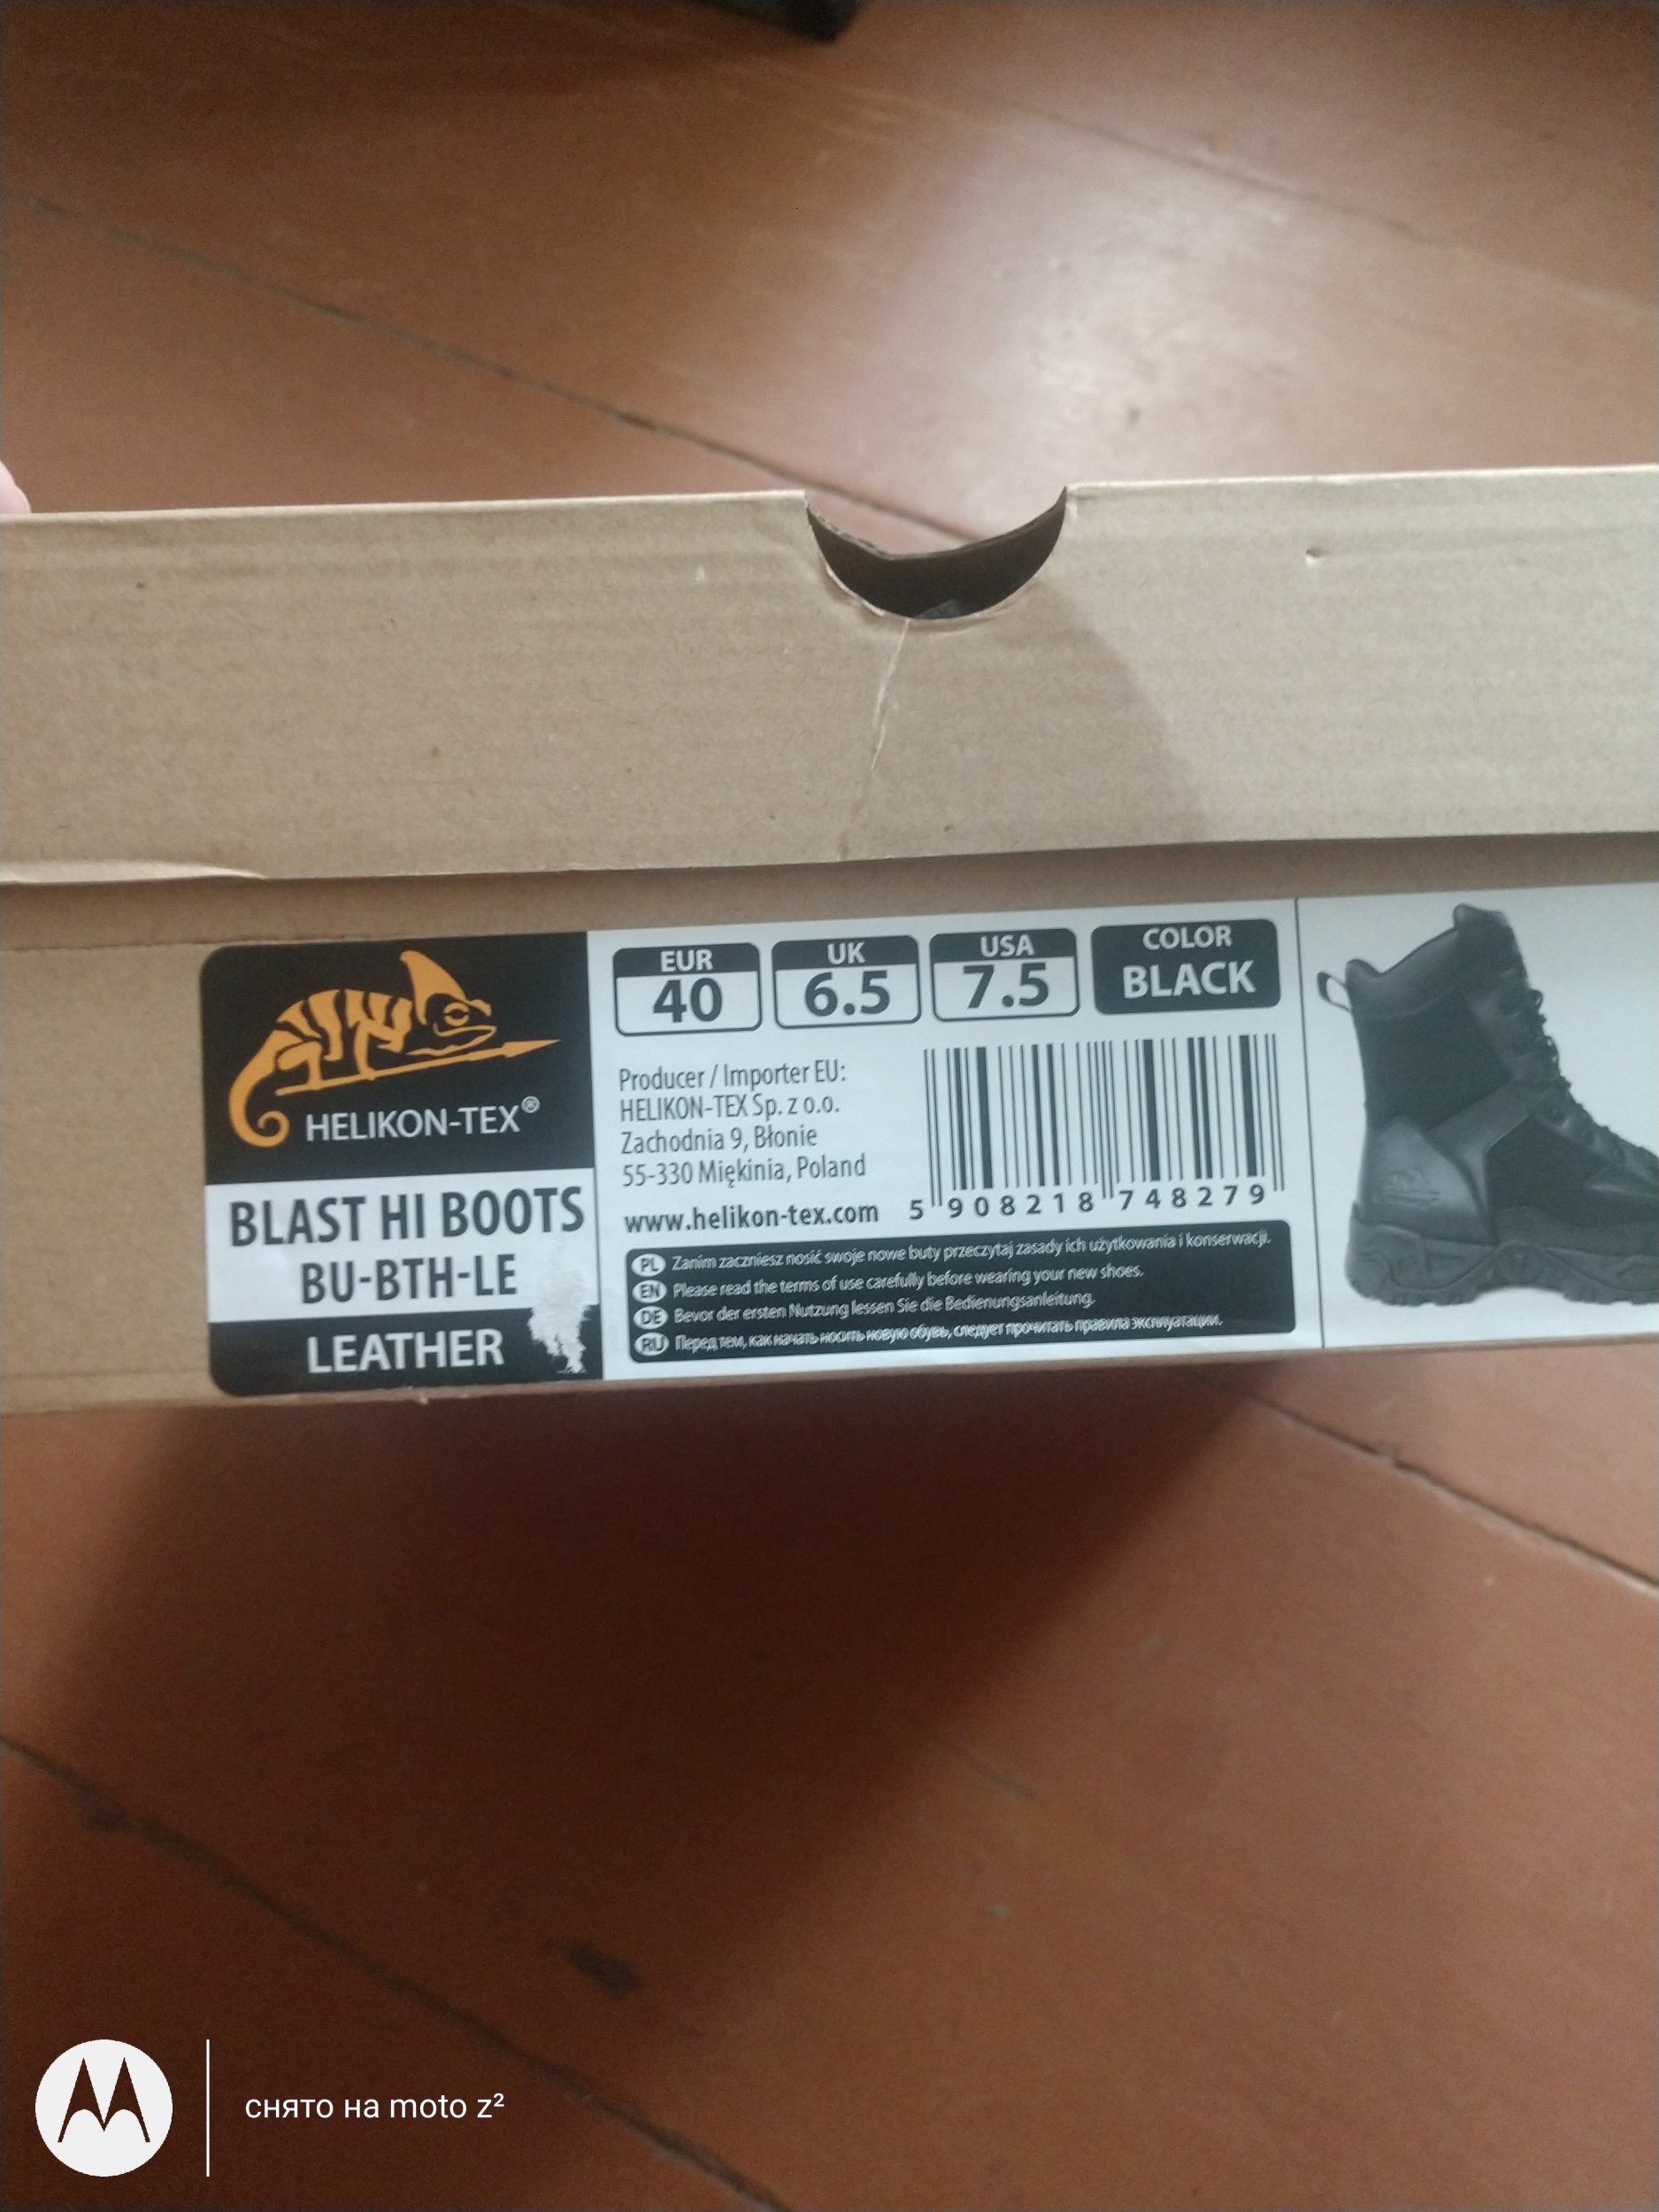 EUR
40
UK
6.5
USA
7.5
COLOR
BLACK
HELIKON-TEX®
BLAST HI BOOTS
BU-BTH-LE
LEATHER
Producer / Importer EU:
HELIKON-TEX Sp. z o.o.
Zachodnia 9, Błonie
55-330 Miękinia, Poland
www.helikon-tex.com
5 908218 748279
PL Zanim zaczniesz nosić swoje nowe buty przeczytaj zasady ich użytkowania i konserwacji.
EN Please read the terms of use carefully before wearing your new shoes.
DE Bevor der ersten Nutzung lessen Sie die Bedienungsanleitung.
RU Перед тем, как начать носить новую обувь, следует прочитать правила эксплуатации.
снято на moto z²